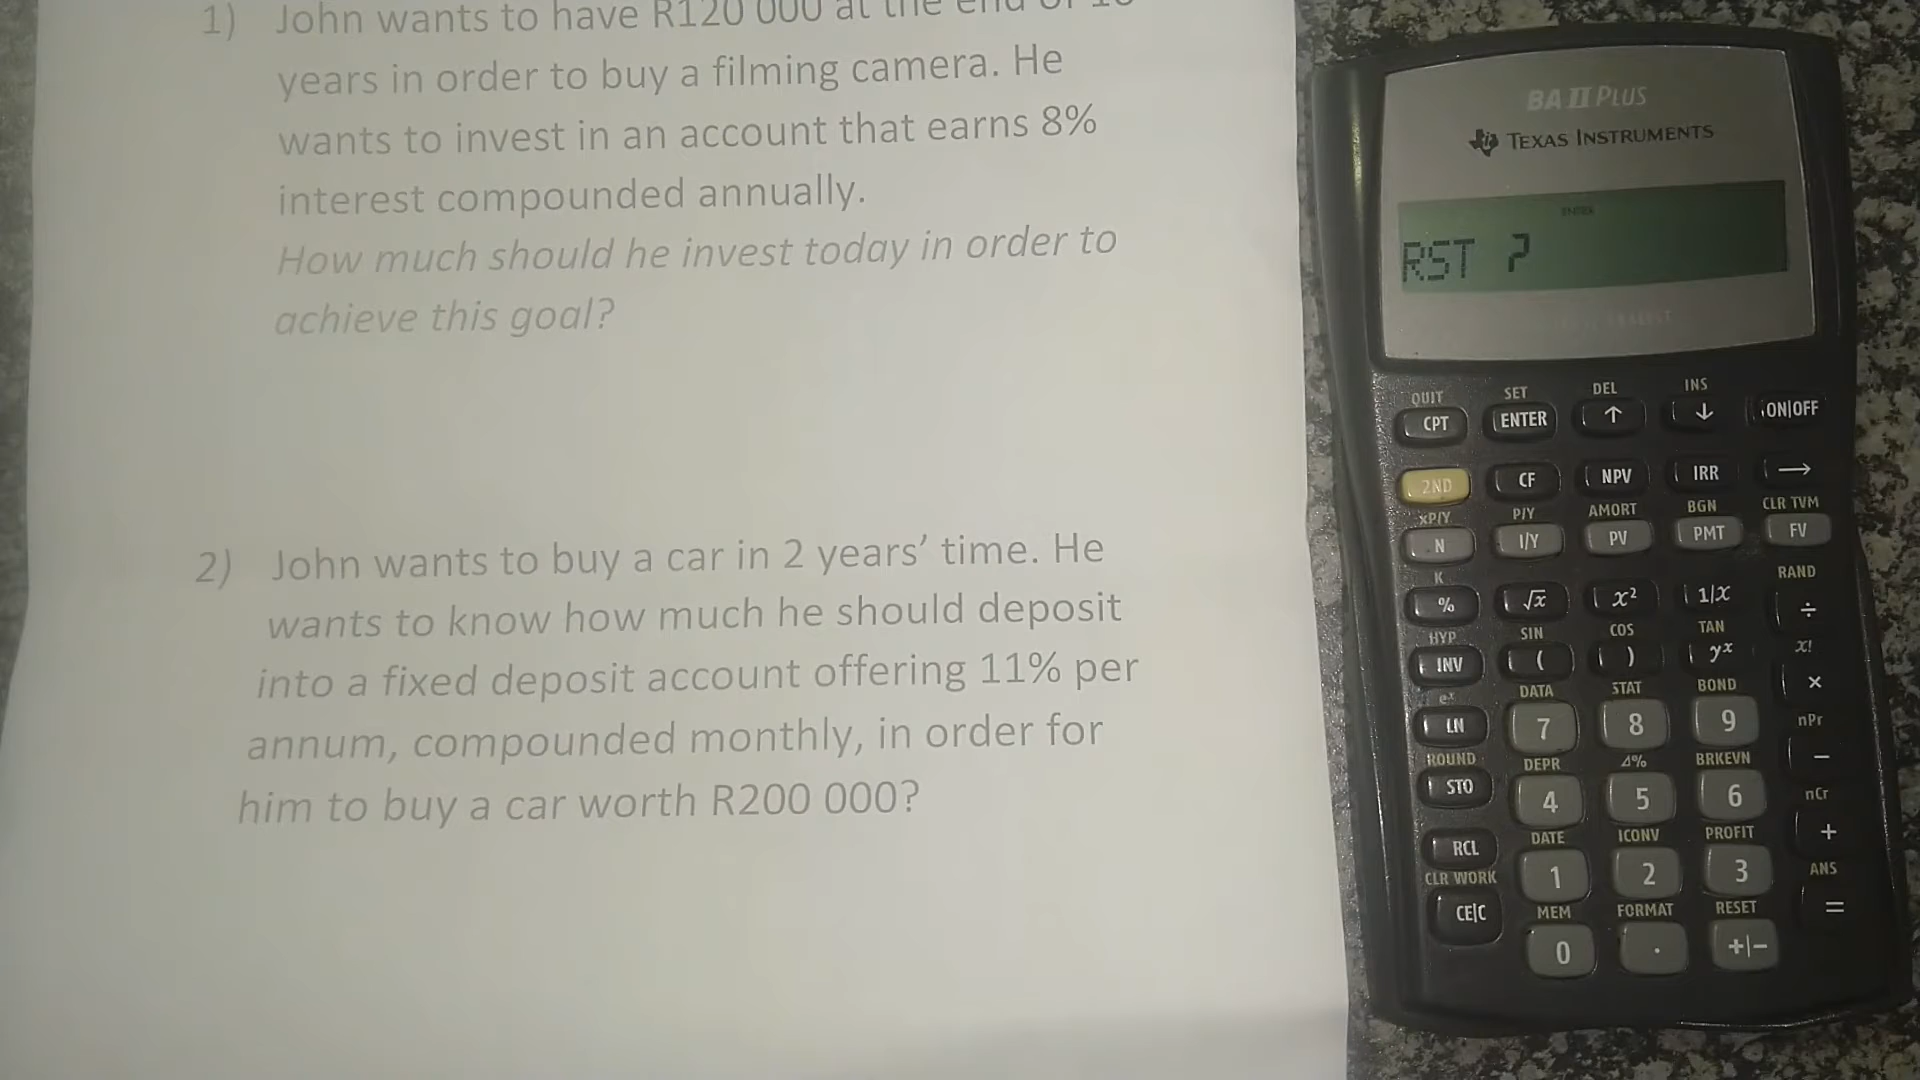 1) John wants to have R120 000 at the end of 10
years in order to buy a filming camera. He
wants to invest in an account that earns 8%
interest compounded annually.
How much should he invest today in order to
achieve this goal?
2) John wants to buy a car in 2 years' time. He
wants to know how much he should deposit
into a fixed deposit account offering 11% per
annum, compounded monthly, in order for
him to buy a car worth R200 000?
BA II PLUS
TEXAS INSTRUMENTS
ENTER
RST ?
QUIT SET DEL INS
CPT ENTER ↑ ↓ ON|OFF
2ND CF NPV IRR →
xP/Y P/Y AMORT BGN CLR TVM
N I/Y PV PMT FV
K RAND
% √x x² 1/x ÷
HYP SIN COS TAN x!
INV ( ) yˣ ×
eˣ DATA STAT BOND nPr
LN 7 8 9 −
ROUND DEPR Δ% BRKEVN nCr
STO 4 5 6 +
DATE ICONV PROFIT ANS
RCL 1 2 3 =
CLR WORK MEM FORMAT RESET
CE|C 0 . +|−